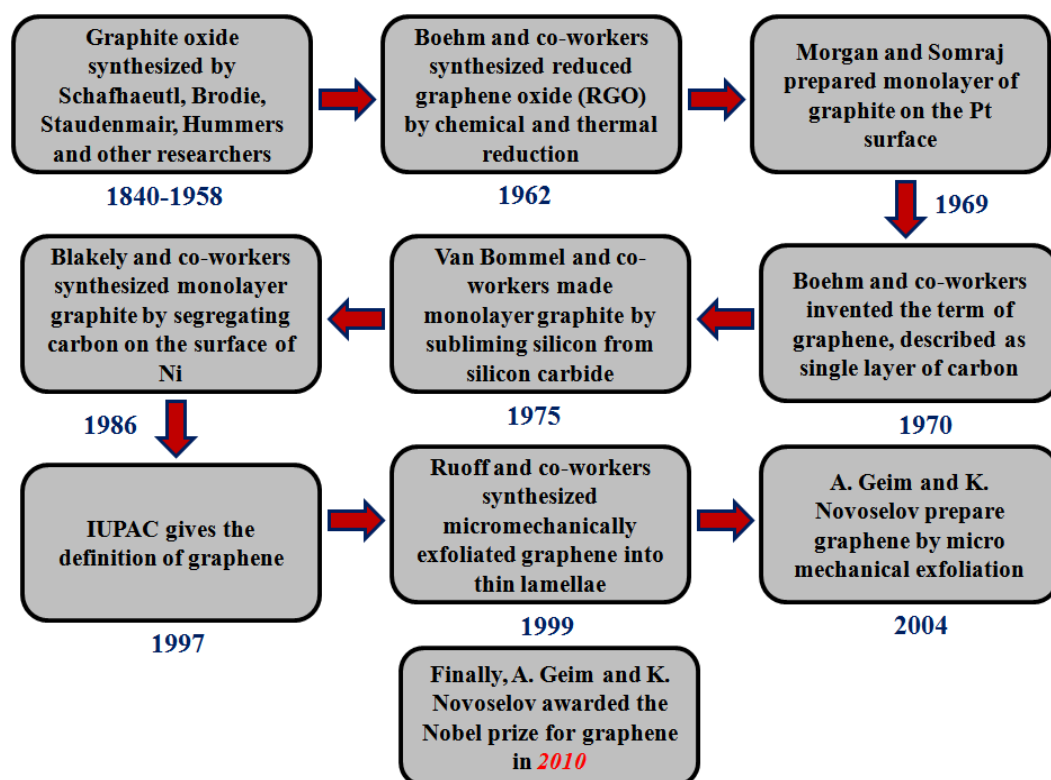 Graphite oxide
synthesized by
Schafhaeutl, Brodie,
Staudenmair, Hummers
and other researchers
1840-1958
Boehm and co-workers
synthesized reduced
graphene oxide (RGO)
by chemical and thermal
reduction
1962
Morgan and Somraj
prepared monolayer of
graphite on the Pt
surface
1969
Boehm and co-workers
invented the term of
graphene, described as
single layer of carbon
1970
Van Bommel and co-
workers made
monolayer graphite by
subliming silicon from
silicon carbide
1975
Blakely and co-workers
synthesized monolayer
graphite by segregating
carbon on the surface of
Ni
1986
IUPAC gives the
definition of graphene
1997
Ruoff and co-workers
synthesized
micromechanically
exfoliated graphene into
thin lamellae
1999
A. Geim and K.
Novoselov prepare
graphene by micro
mechanical exfoliation
2004
Finally, A. Geim and K.
Novoselov awarded the
Nobel prize for graphene
in 2010